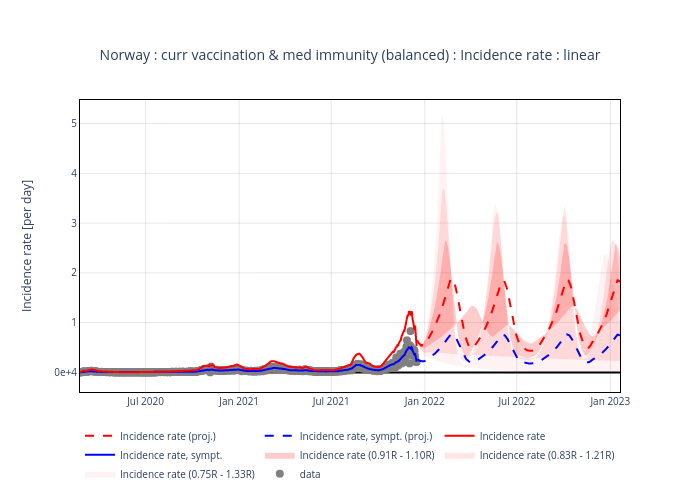 Norway : curr vaccination & med immunity (balanced) : Incidence rate : linear
Incidence rate [per day]
5
4
3
2
1
0e+4
Jul 2020
Jan 2021
Jul 2021
Jan 2022
Jul 2022
Jan 2023
Incidence rate (proj.)
Incidence rate, sympt. (proj.)
Incidence rate
Incidence rate, sympt.
Incidence rate (0.91R - 1.10R)
Incidence rate (0.83R - 1.21R)
Incidence rate (0.75R - 1.33R)
data